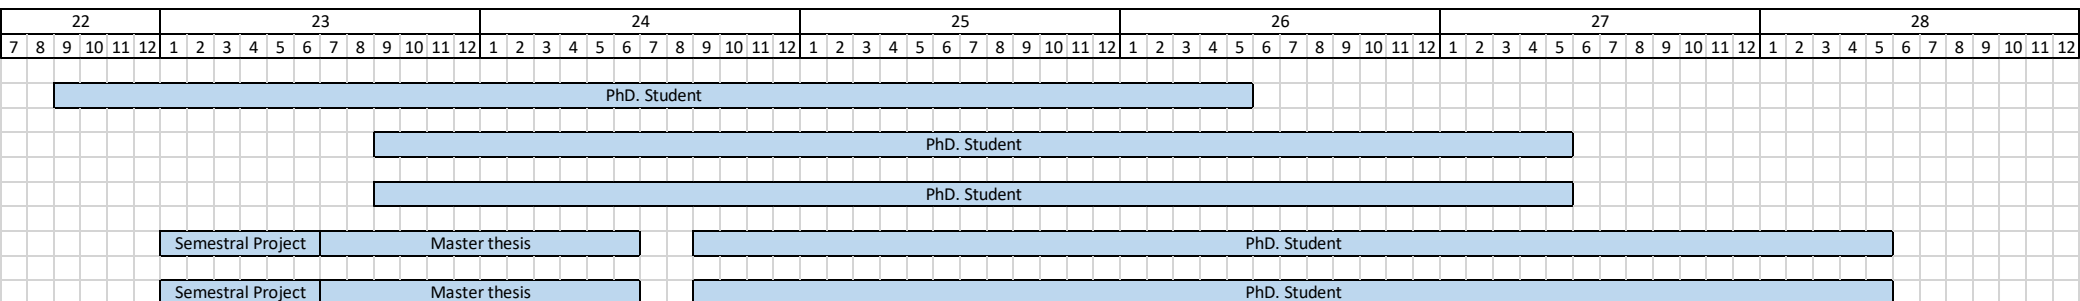 22 23 24 25 26 27 28
7 8 9 10 11 12 1 2 3 4 5 6 7 8 9 10 11 12 1 2 3 4 5 6 7 8 9 10 11 12 1 2 3 4 5 6 7 8 9 10 11 12 1 2 3 4 5 6 7 8 9 10 11 12 1 2 3 4 5 6 7 8 9 10 11 12 1 2 3 4 5 6 7 8 9 10 11 12
PhD. Student
PhD. Student
PhD. Student
Semestral Project Master thesis PhD. Student
Semestral Project Master thesis PhD. Student